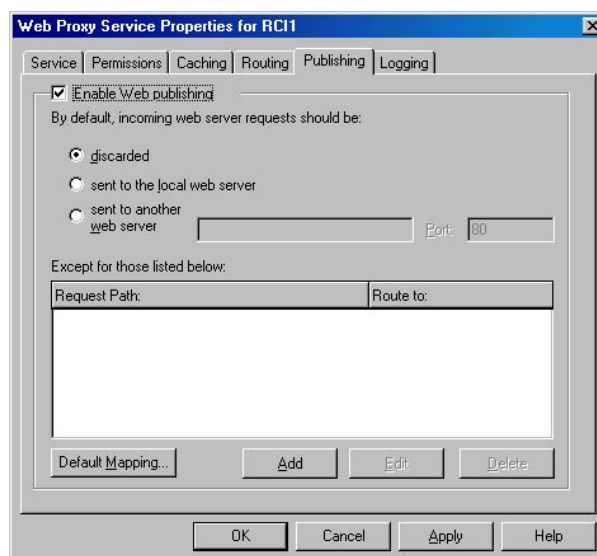 Web Proxy Service Properties for RCI1
Service Permissions Caching Routing Publishing Logging
Enable Web publishing
By default, incoming web server requests should be:
discarded
sent to the local web server
sent to another
web server
Port: 80
Except for those listed below:
Request Path: Route to:
Default Mapping... Add Edit Delete
OK Cancel Apply Help